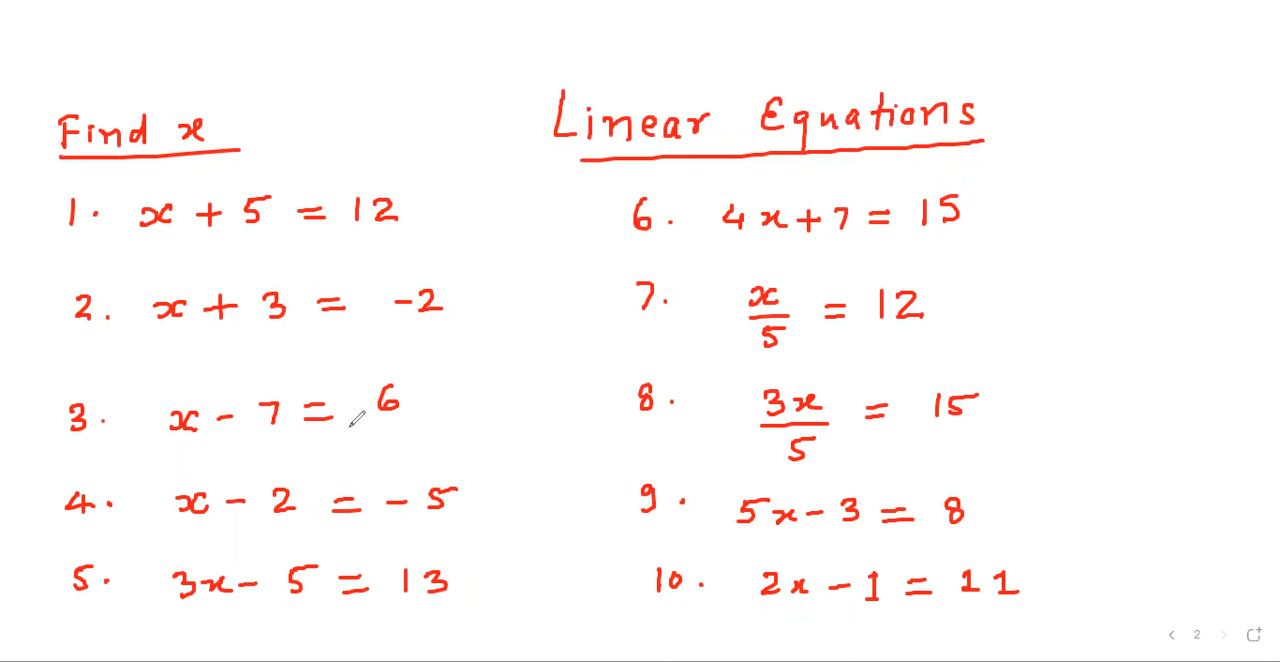 Find x
1. x + 5 = 12
2. x + 3 = -2
3. x - 7 = 6
4. x - 2 = -5
5. 3x - 5 = 13
Linear Equations
6. 4x + 7 = 15
7. x/5 = 12
8. 3x/5 = 15
9. 5x - 3 = 8
10. 2x - 1 = 11
2